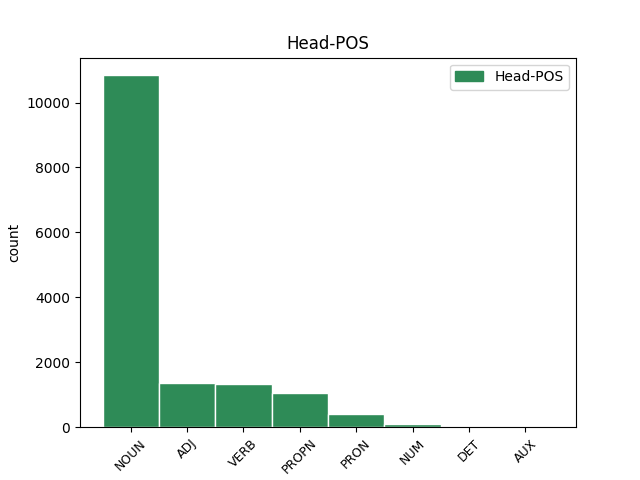 Head-POS
Head-POS
10000
8000
6000
4000
2000
0
count
NOUN
ADJ
VERB
PROPN
PRON
NUM
DET
AUX